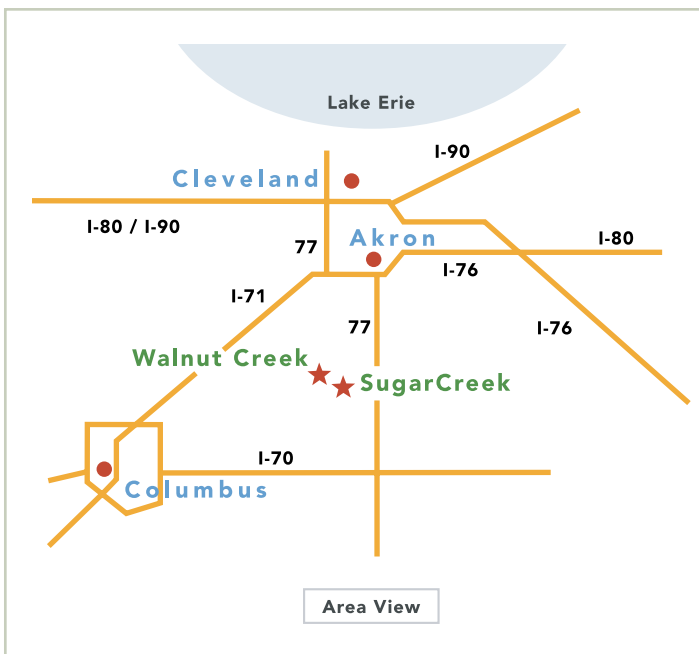 Lake Erie
I-90
Cleveland
I-80 / I-90
77
Akron
I-80
I-76
I-71
77
I-76
Walnut Creek
SugarCreek
I-70
Columbus
Area View